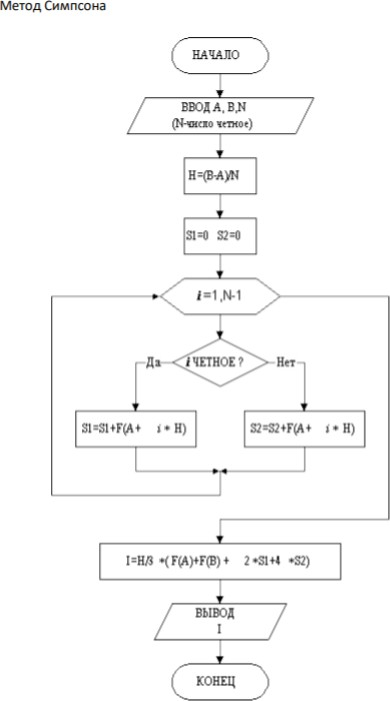 Метод Симпсона
НАЧАЛО
ВВОД A, B,N
(N-число четное)
H=(B-A)/N
S1=0 S2=0
i=1,N-1
Да
i ЧЕТНОЕ ?
Нет
S1=S1+F(A+ i * H)
S2=S2+F(A+ i * H)
I=H/3 *( F(A)+F(B) + 2 *S1+4 *S2)
ВЫВОД
I
КОНЕЦ